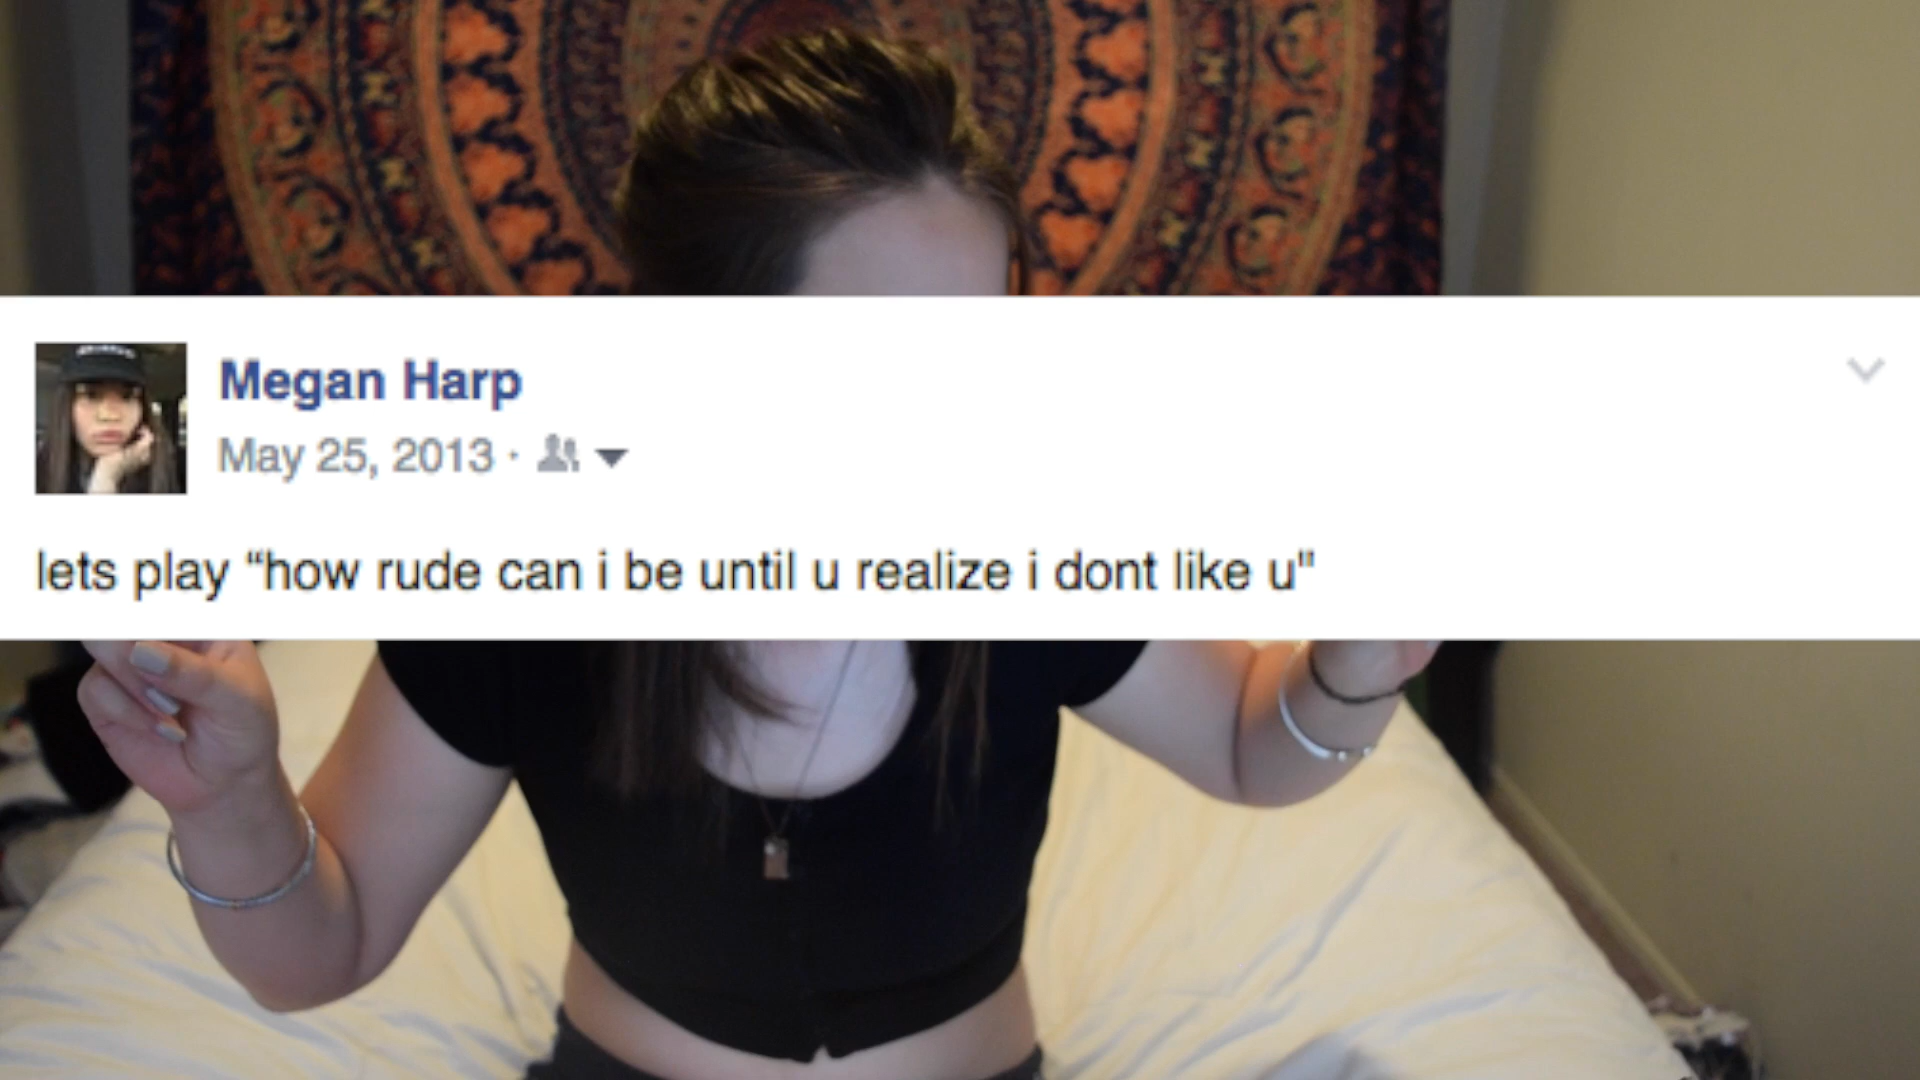 Megan Harp
May 25, 2013 ·
lets play “how rude can i be until u realize i dont like u"